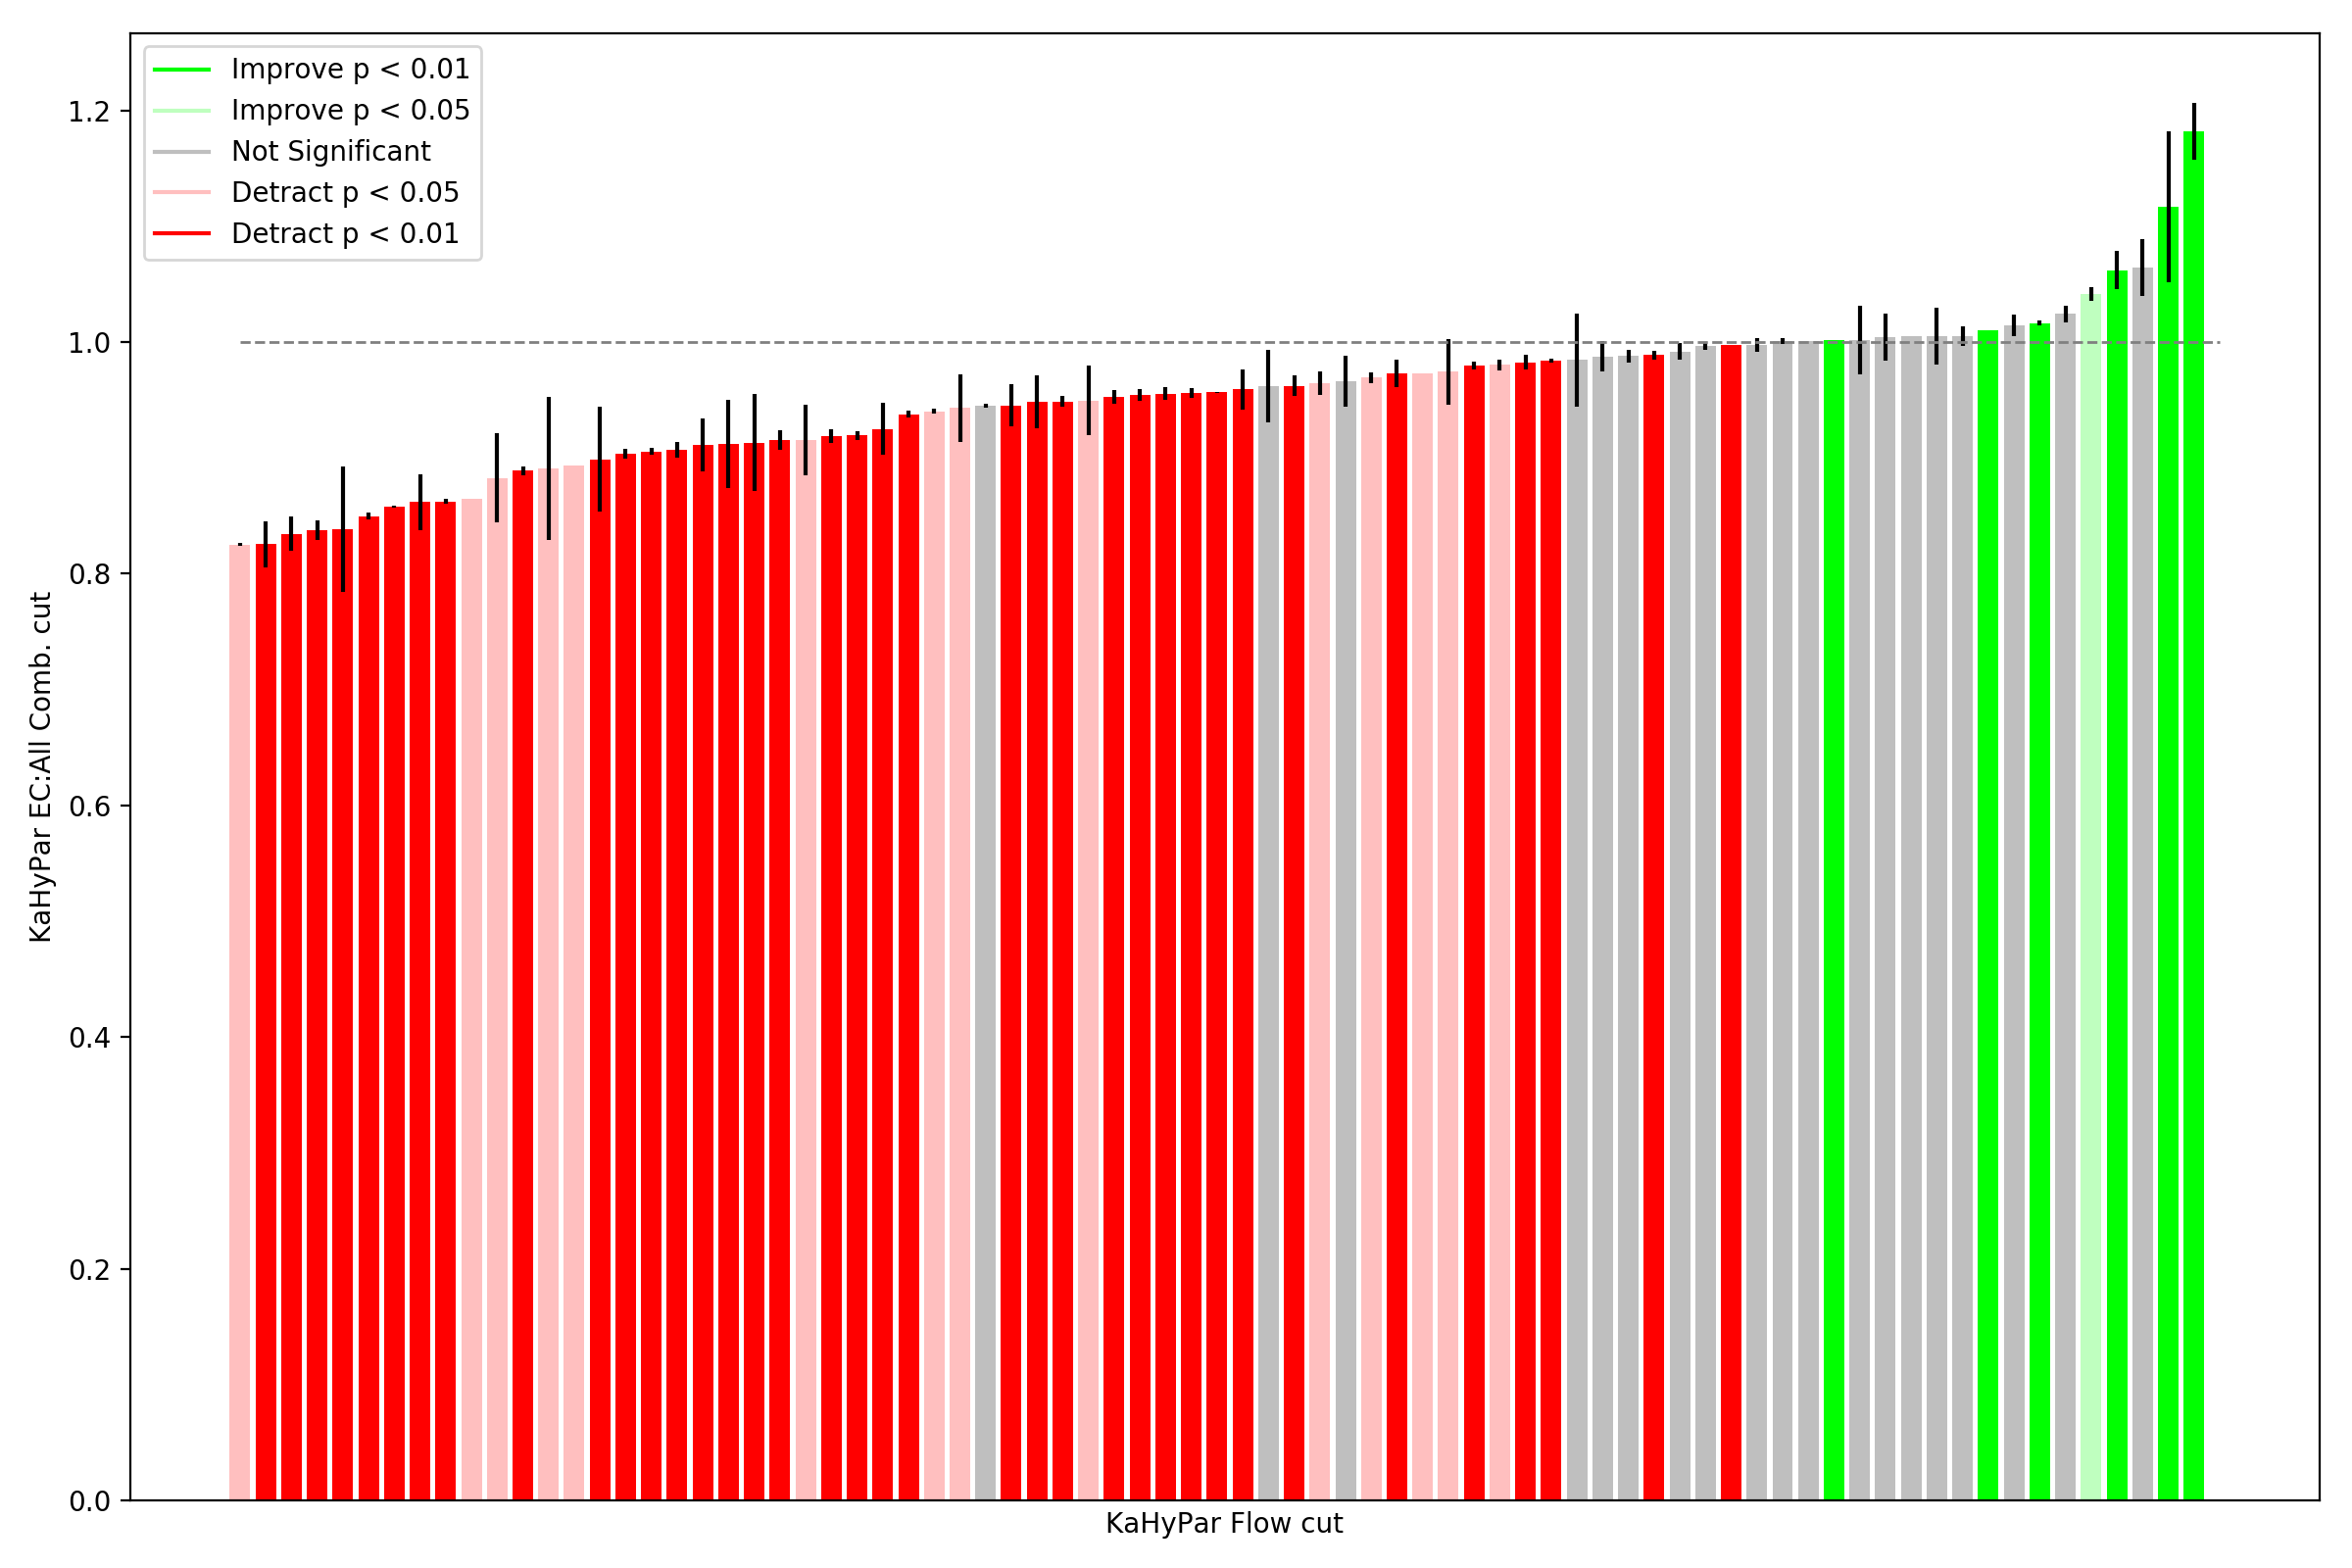 Improve p < 0.01
Improve p < 0.05
Not Significant
Detract p < 0.05
Detract p < 0.01
1.2
1.0
0.8
0.6
0.4
0.2
0.0
KaHyPar EC:All Comb. cut
KaHyPar Flow cut